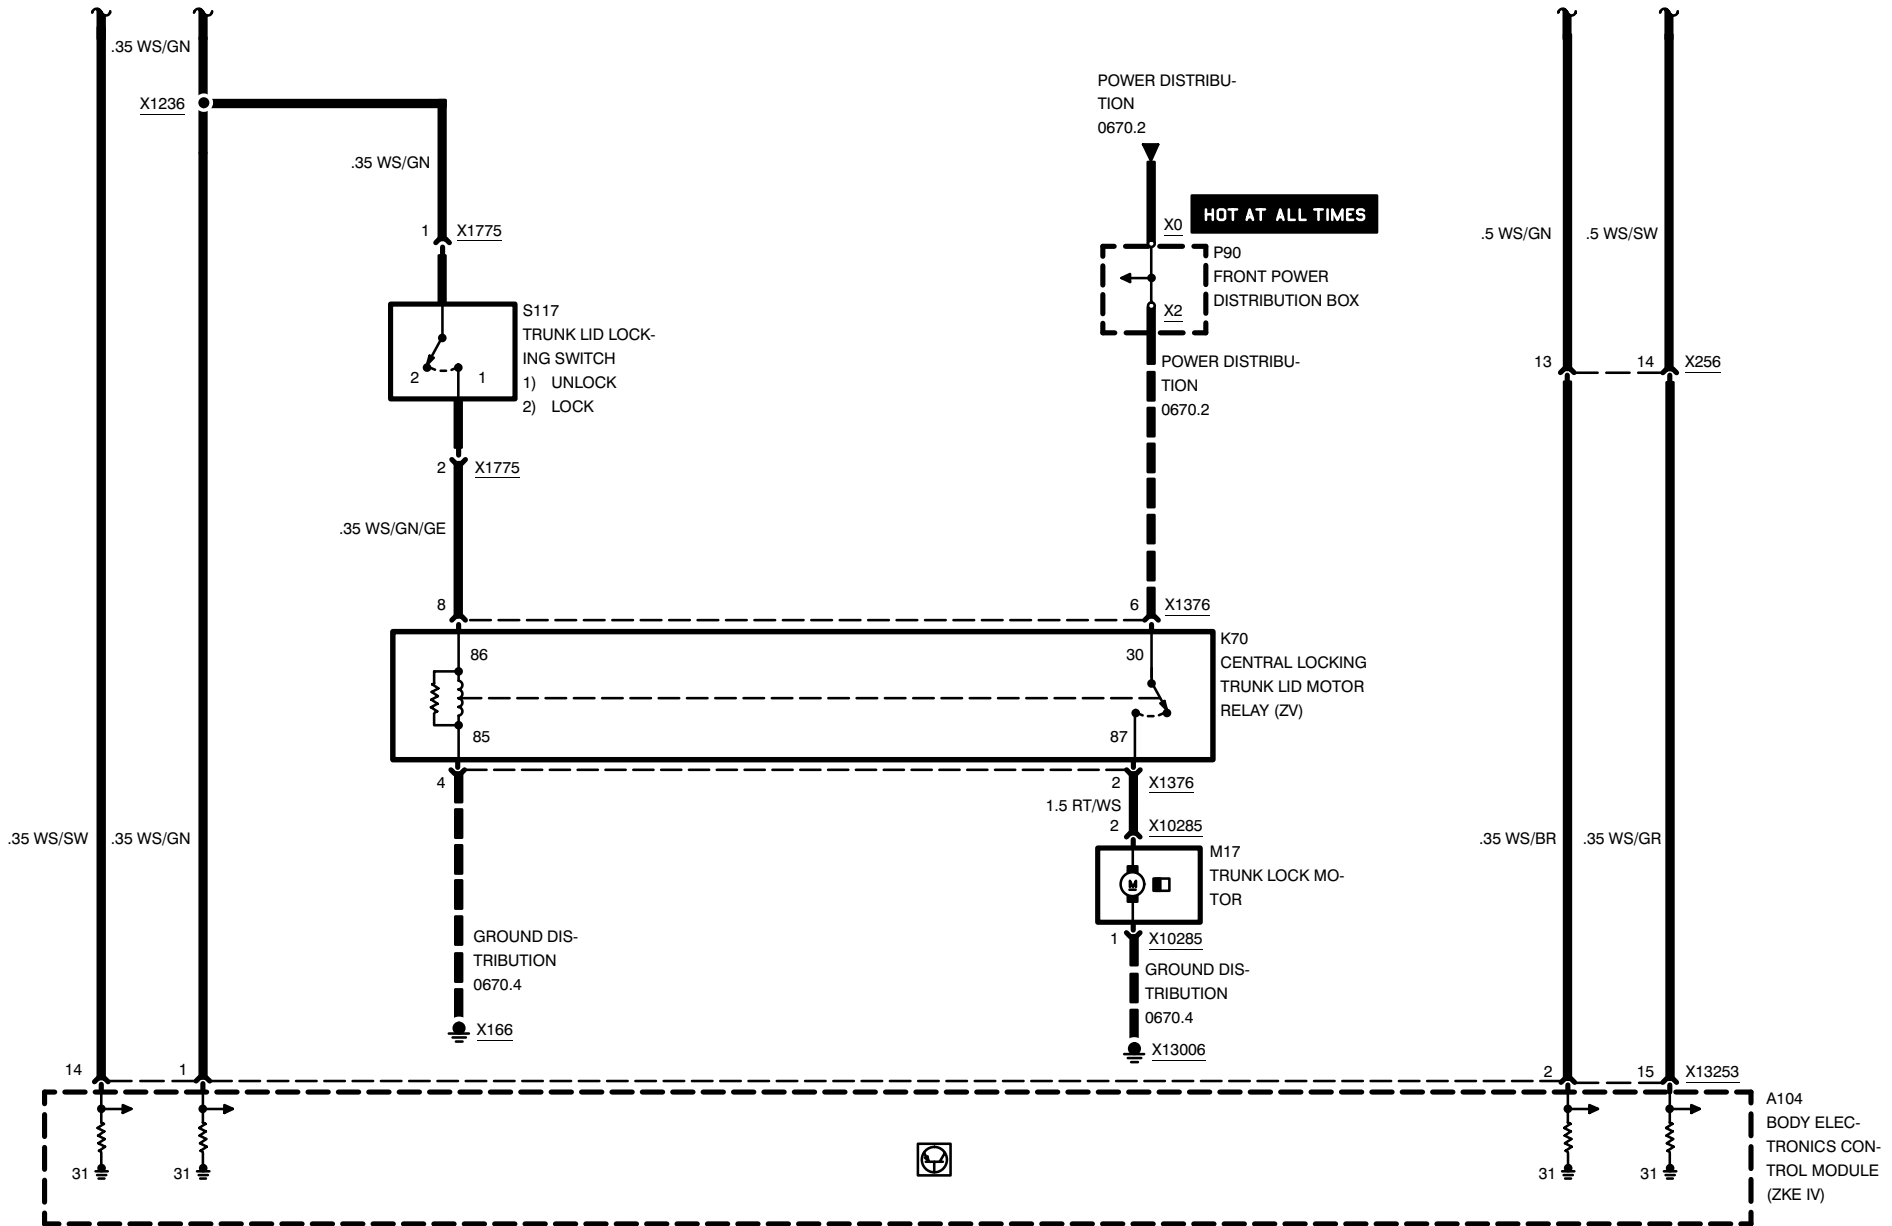 .35 WS/GN
X1236
.35 WS/GN
1 X1775
S117
TRUNK LID LOCK-
ING SWITCH
1) UNLOCK
2) LOCK
2 1
2 X1775
.35 WS/GN/GE
POWER DISTRIBU-
TION
0670.2
HOT AT ALL TIMES
X0
P90
FRONT POWER
DISTRIBUTION BOX
X2
POWER DISTRIBU-
TION
0670.2
.5 WS/GN .5 WS/SW
13 14 X256
8 6 X1376
K70
CENTRAL LOCKING
TRUNK LID MOTOR
RELAY (ZV)
86 30
85 87
4 2 X1376
1.5 RT/WS
2 X10285
M17
TRUNK LOCK MO-
TOR
M
1 X10285
GROUND DIS-
TRIBUTION
0670.4
X13006
GROUND DIS-
TRIBUTION
0670.4
X166
.35 WS/SW .35 WS/GN .35 WS/BR .35 WS/GR
14 1 2 15 X13253
A104
BODY ELEC-
TRONICS CON-
TROL MODULE
(ZKE IV)
31 31 31 31